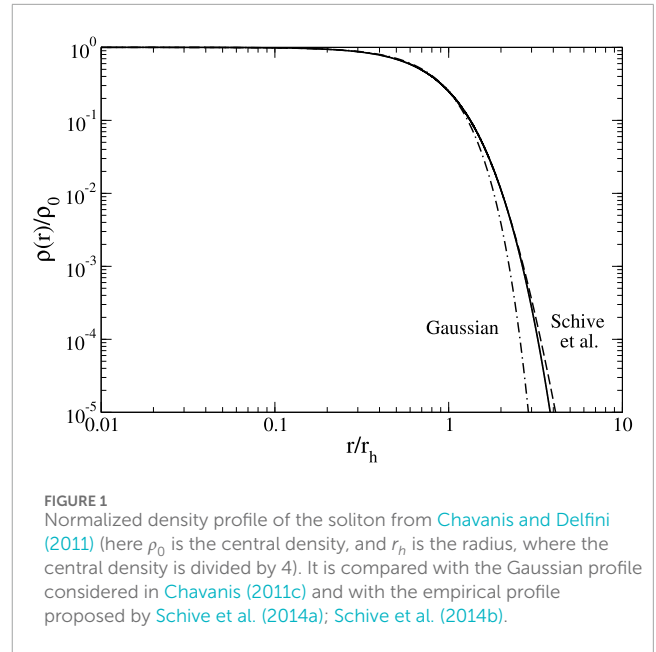 10^0
10^-1
10^-2
10^-3
10^-4
10^-5
ρ(r)/ρ_0
Gaussian
Schive
et al.
0.01
0.1
1
10
r/r_h
FIGURE 1
Normalized density profile of the soliton from Chavanis and Delfini
(2011) (here ρ_0 is the central density, and r_h is the radius, where the
central density is divided by 4). It is compared with the Gaussian profile
considered in Chavanis (2011c) and with the empirical profile
proposed by Schive et al. (2014a); Schive et al. (2014b).